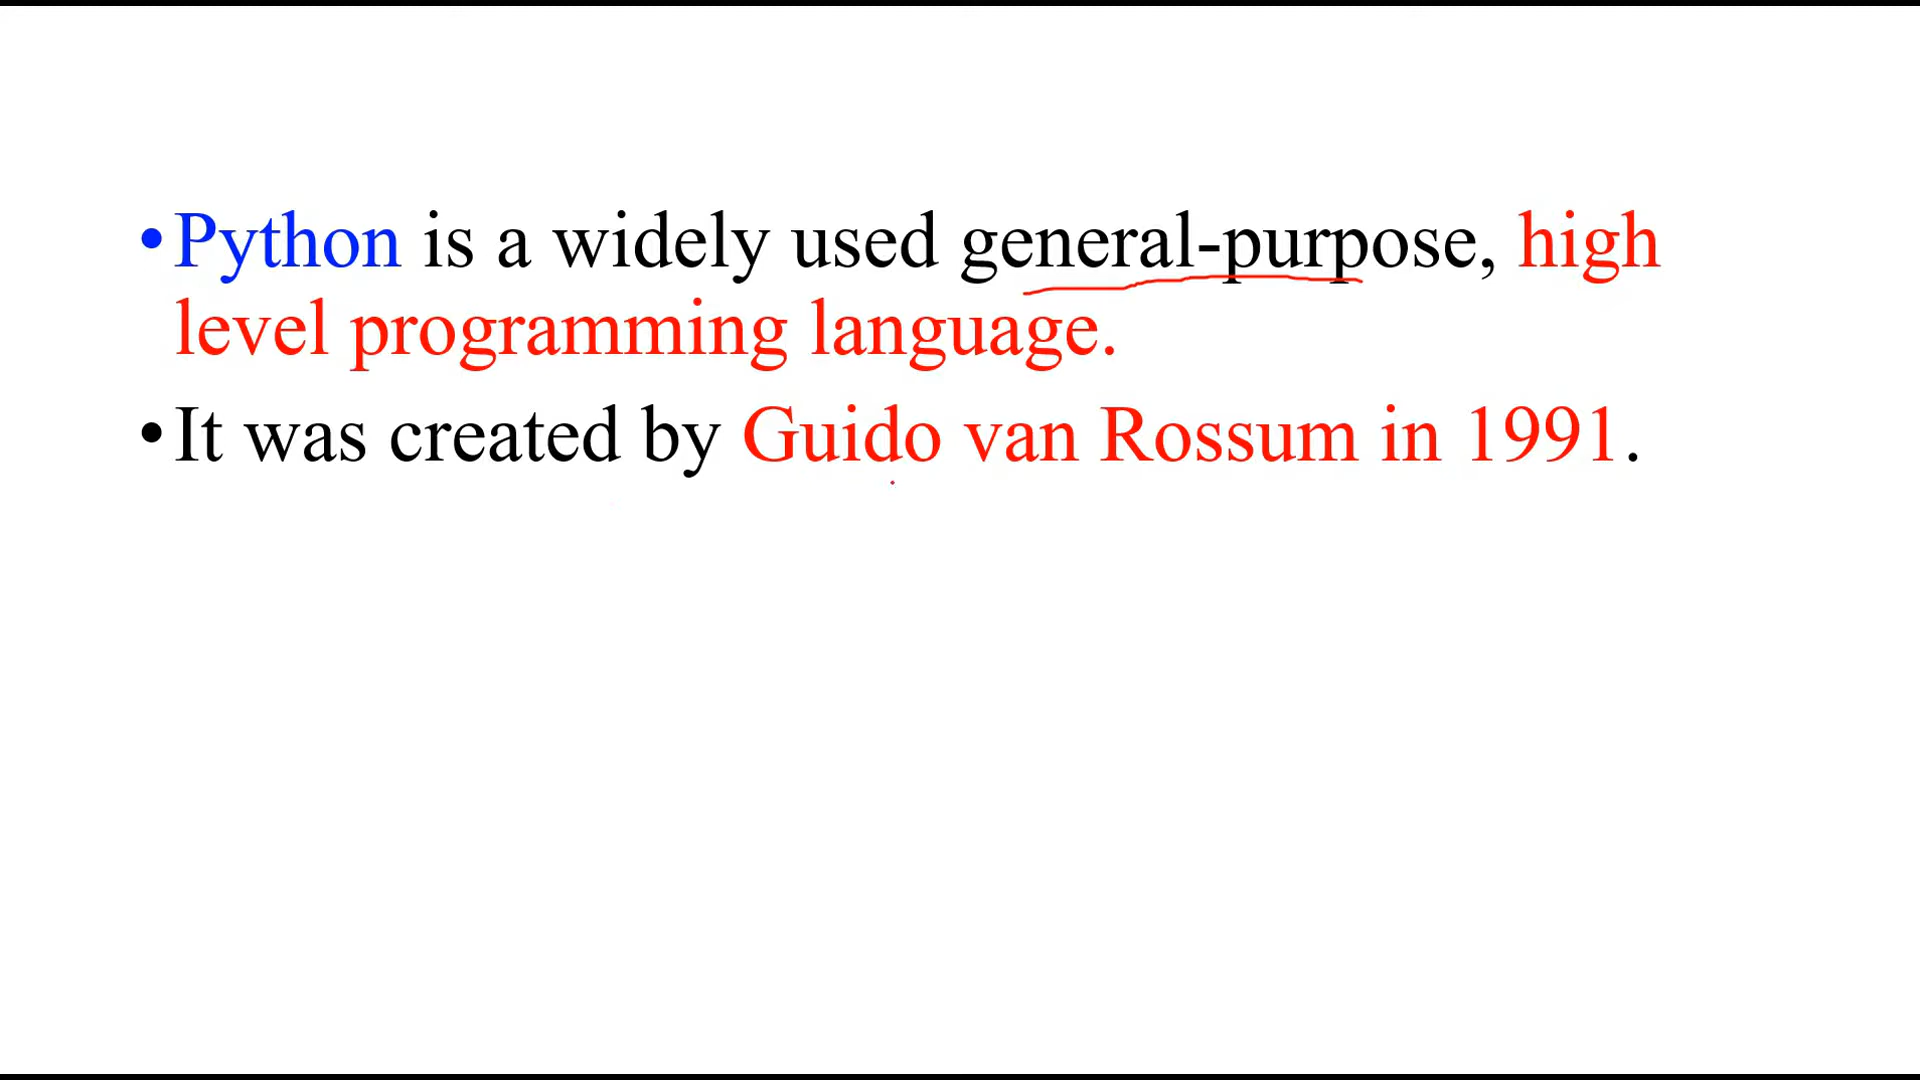 •Python is a widely used general-purpose, high
level programming language.
•It was created by Guido van Rossum in 1991.